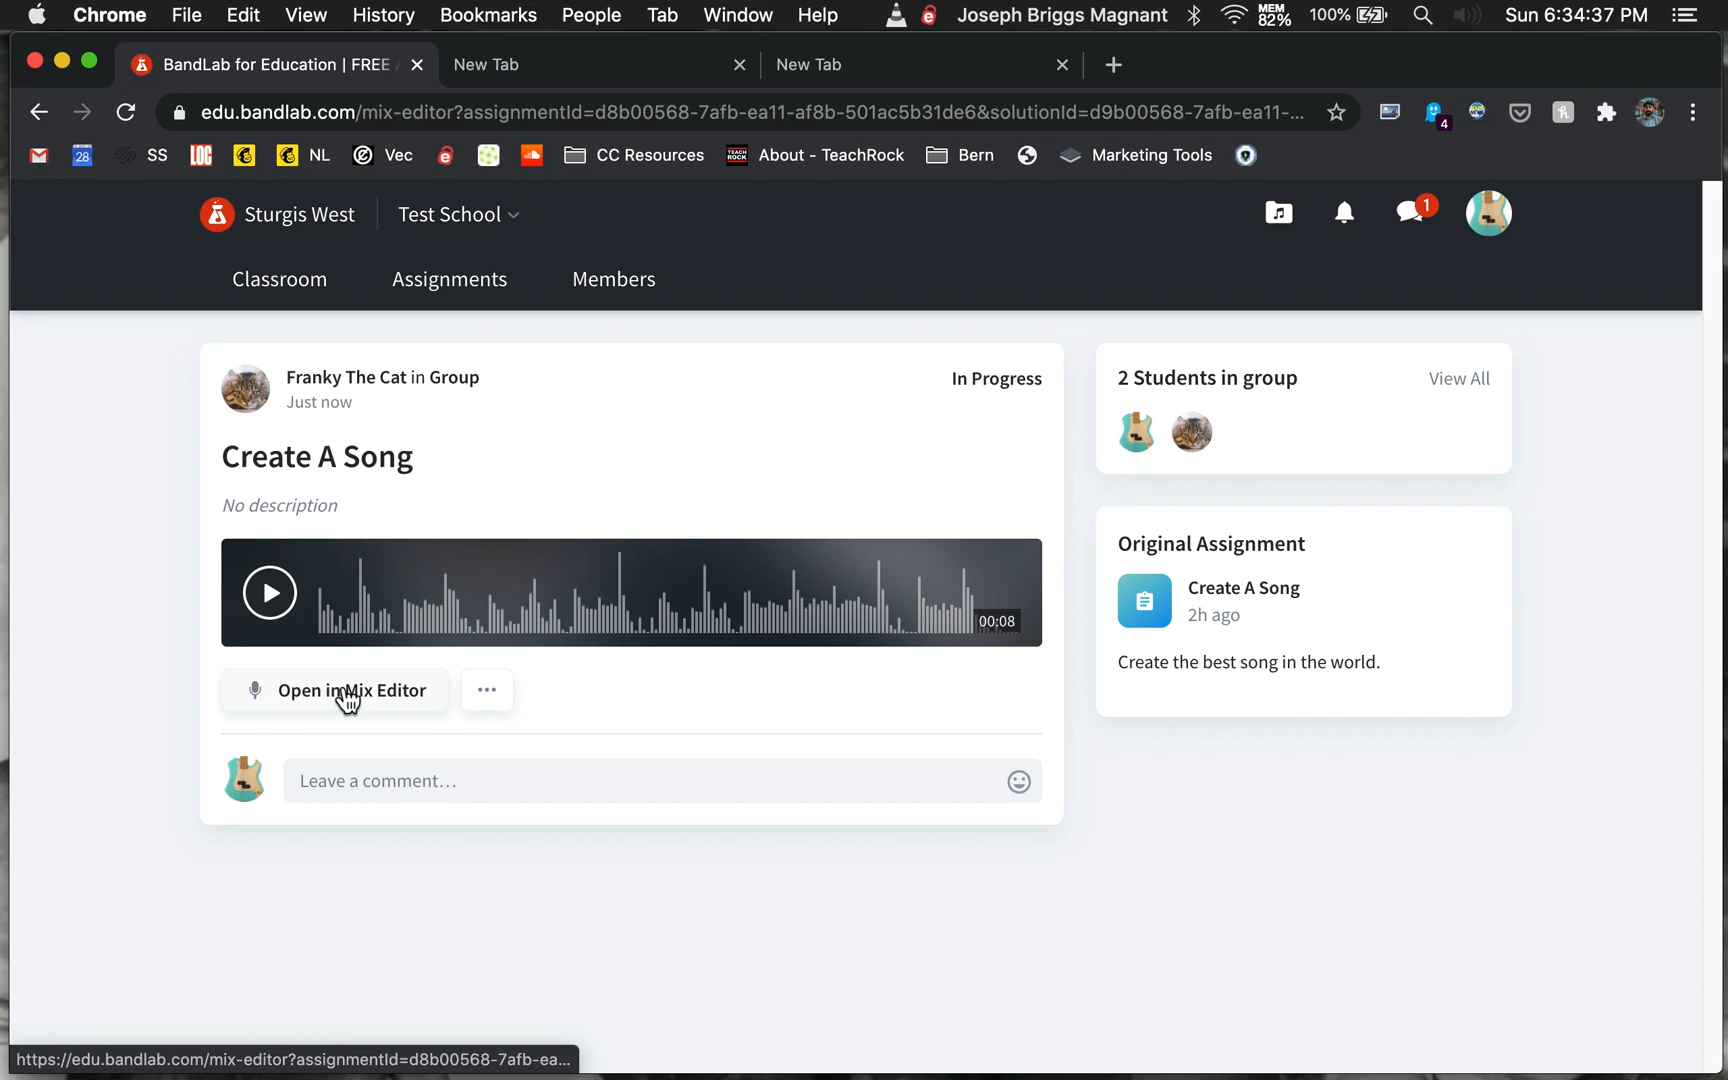 Chrome File Edit View History Bookmarks People Tab Window Help Joseph Briggs Magnant MEM 82% 100% Sun 6:34:37 PM
BandLab for Education | FREE New Tab New Tab
edu.bandlab.com/mix-editor?assignmentId=d8b00568-7afb-ea11-af8b-501ac5b31de6&solutionId=d9b00568-7afb-ea11-... 4
28 SS LOC NL Vec CC Resources TEACH ROCK About - TeachRock Bern Marketing Tools
Sturgis West Test School 1
Classroom Assignments Members
Franky The Cat in Group
Just now
In Progress
Create A Song
No description
00:08
Open in Mix Editor
Leave a comment...
2 Students in group View All
Original Assignment
Create A Song
2h ago
Create the best song in the world.
https://edu.bandlab.com/mix-editor?assignmentId=d8b00568-7afb-ea...